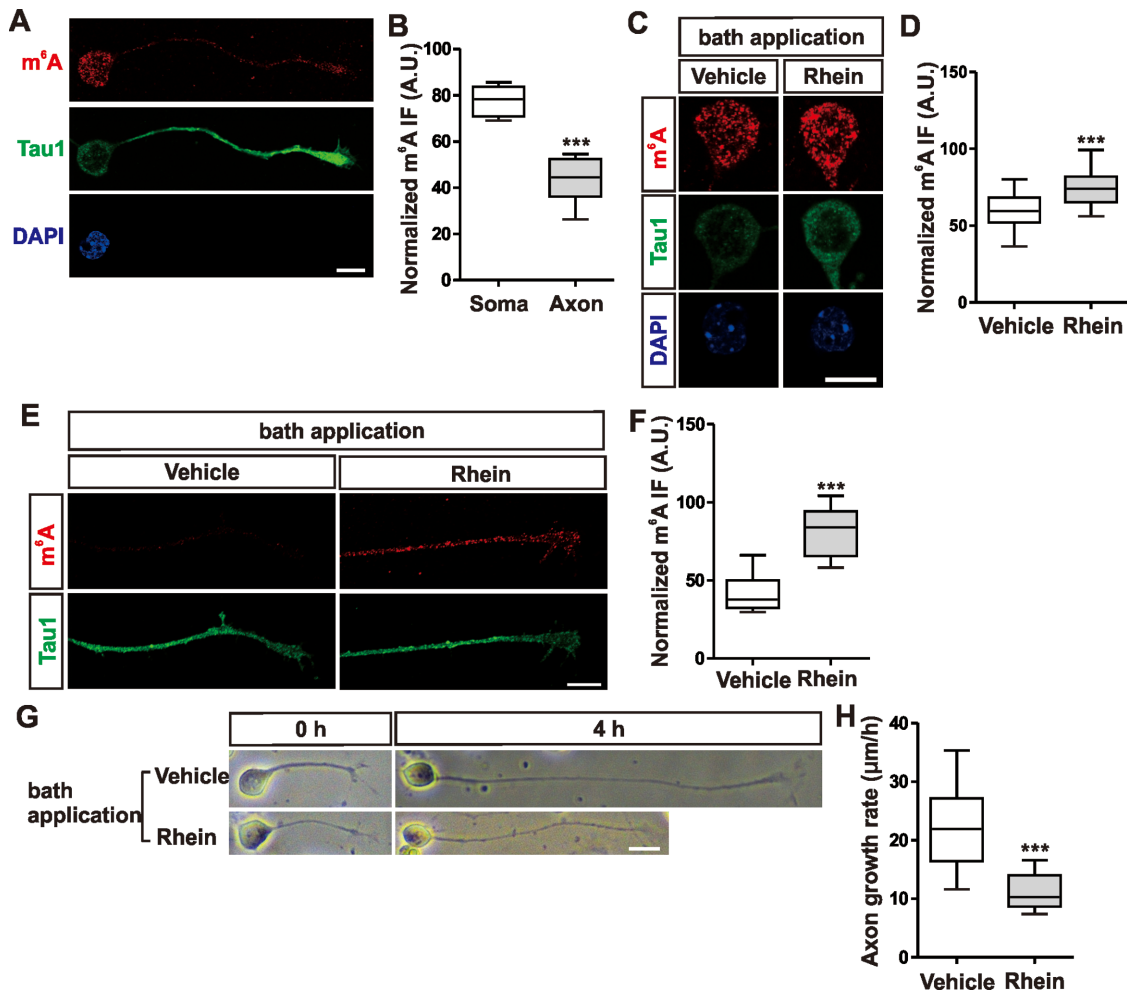 A
m⁶A
Tau1
DAPI
B
Normalized m⁶A IF (A.U.)
100
80
60
40
20
0
***
Soma
Axon
C
bath application
Vehicle
Rhein
m⁶A
Tau1
DAPI
D
Normalized m⁶A IF (A.U.)
150
100
50
0
***
Vehicle
Rhein
E
bath application
Vehicle
Rhein
m⁶A
Tau1
F
Normalized m⁶A IF (A.U.)
150
100
50
0
***
Vehicle
Rhein
G
0 h
4 h
bath
application
Vehicle
Rhein
H
Axon growth rate (µm/h)
40
30
20
10
0
***
Vehicle
Rhein